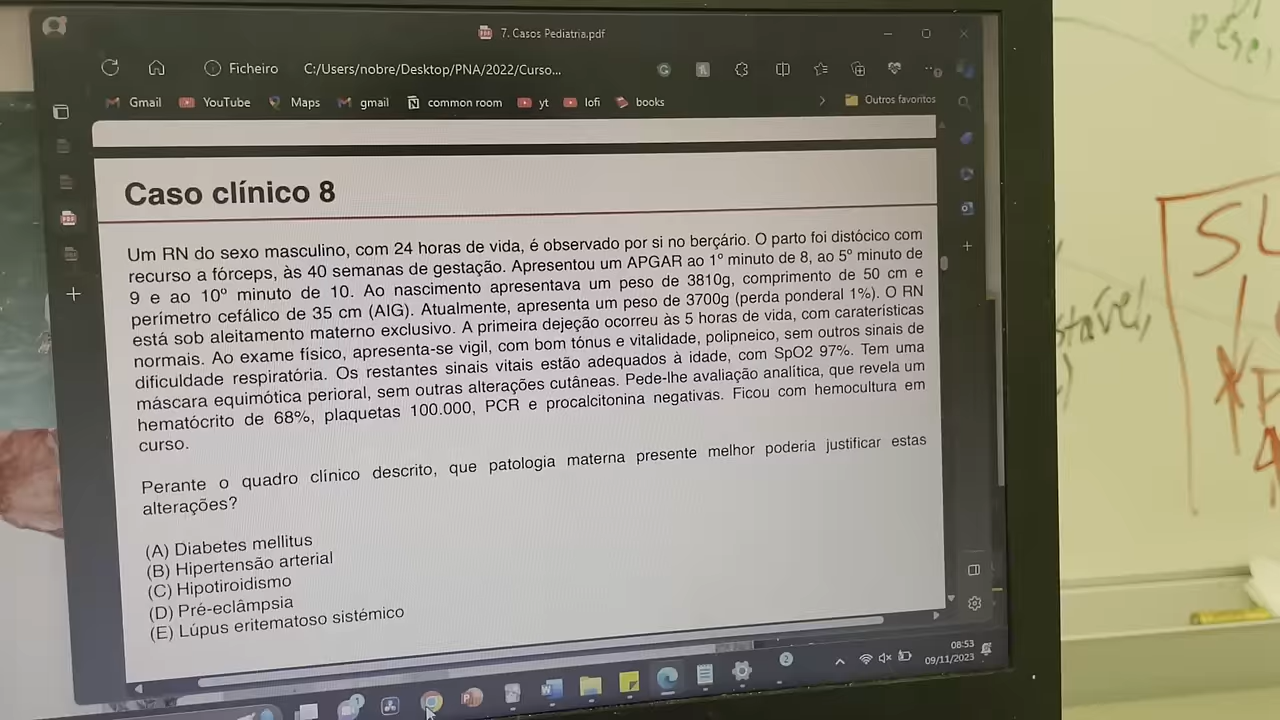 7. Casos Pediatria.pdf
Ficheiro C:/Users/nobre/Desktop/PNA/2022/Curso...
Gmail YouTube Maps gmail common room yt lofi books Outros favoritos
Caso clínico 8
Um RN do sexo masculino, com 24 horas de vida, é observado por si no berçário. O parto foi distócico com
recurso a fórceps, às 40 semanas de gestação. Apresentou um APGAR ao 1º minuto de 8, ao 5º minuto de
9 e ao 10º minuto de 10. Ao nascimento apresentava um peso de 3810g, comprimento de 50 cm e
perímetro cefálico de 35 cm (AIG). Atualmente, apresenta um peso de 3700g (perda ponderal 1%). O RN
está sob aleitamento materno exclusivo. A primeira dejeção ocorreu às 5 horas de vida, com caraterísticas
normais. Ao exame físico, apresenta-se vigil, com bom tónus e vitalidade, polipneico, sem outros sinais de
dificuldade respiratória. Os restantes sinais vitais estão adequados à idade, com SpO2 97%. Tem uma
máscara equimótica perioral, sem outras alterações cutâneas. Pede-lhe avaliação analítica, que revela um
hematócrito de 68%, plaquetas 100.000, PCR e procalcitonina negativas. Ficou com hemocultura em
curso.
Perante o quadro clínico descrito, que patologia materna presente melhor poderia justificar estas
alterações?
(A) Diabetes mellitus
(B) Hipertensão arterial
(C) Hipotiroidismo
(D) Pré-eclâmpsia
(E) Lúpus eritematoso sistémico
08:53
09/11/2023